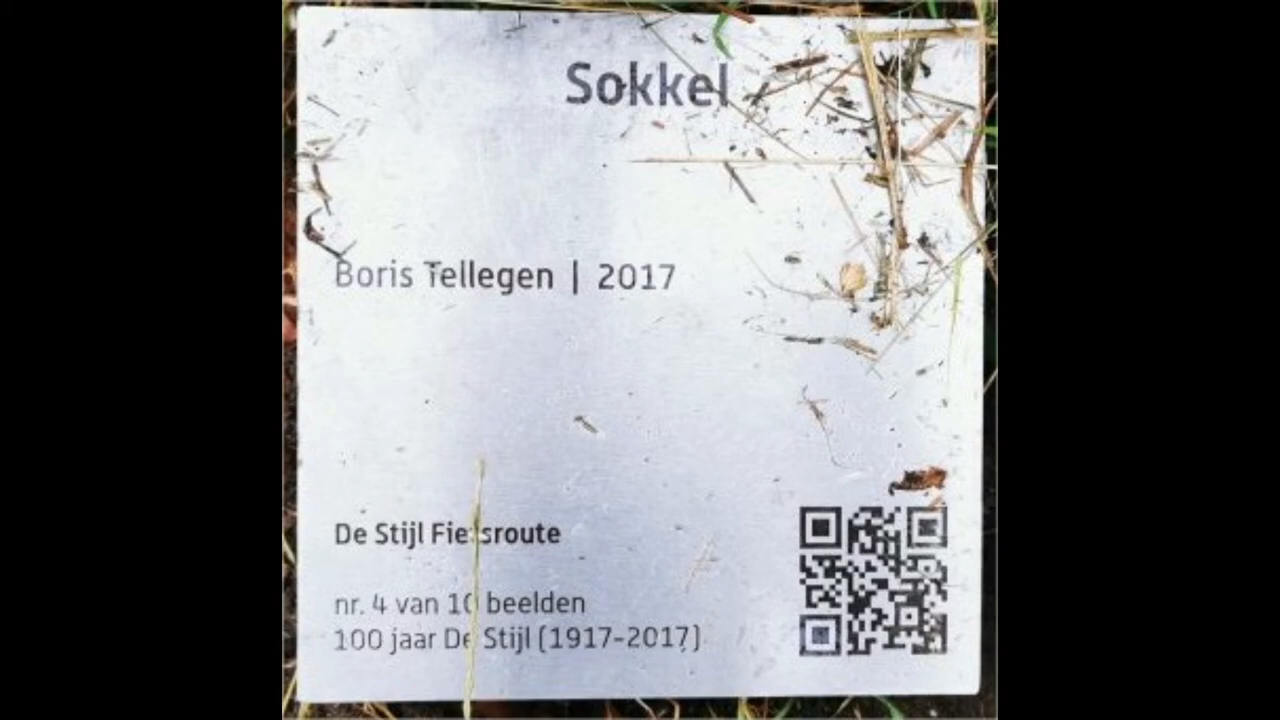 Sokkel
Boris Tellegen | 2017
De Stijl Fietsroute
nr. 4 van 10 beelden
100 jaar De Stijl (1917-2017)